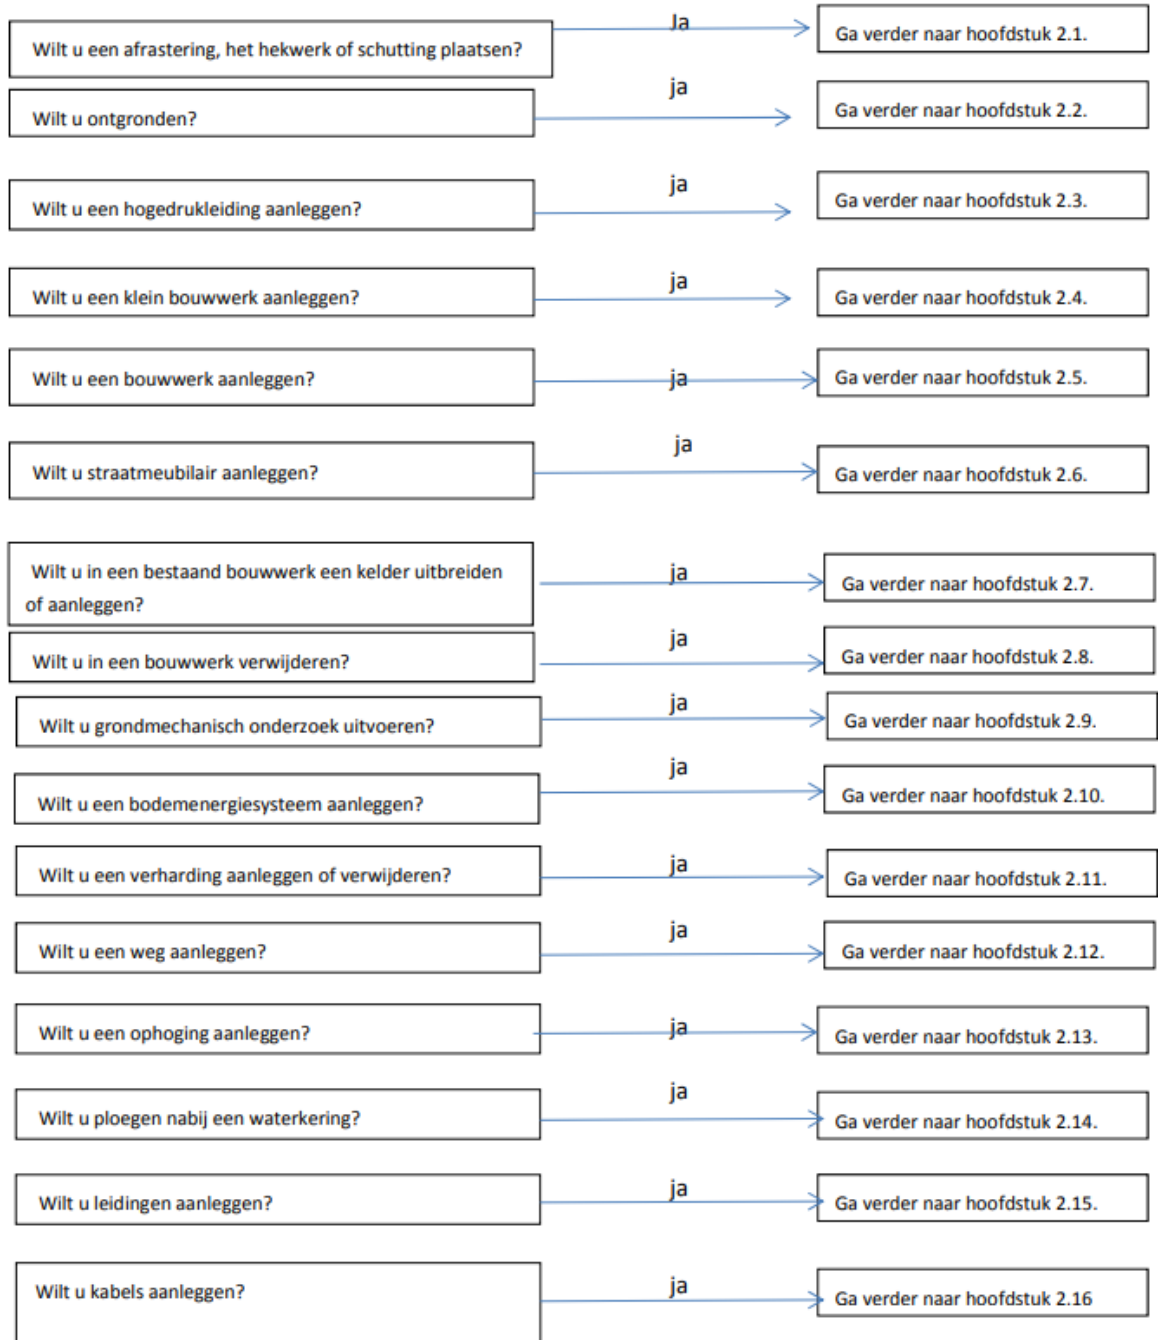 Wilt u een afrastering, het hekwerk of schutting plaatsen?
Ja
Ga verder naar hoofdstuk 2.1.
Wilt u ontgronden?
ja
Ga verder naar hoofdstuk 2.2.
Wilt u een hogedrukleiding aanleggen?
ja
Ga verder naar hoofdstuk 2.3.
Wilt u een klein bouwwerk aanleggen?
ja
Ga verder naar hoofdstuk 2.4.
Wilt u een bouwwerk aanleggen?
ja
Ga verder naar hoofdstuk 2.5.
Wilt u straatmeubilair aanleggen?
ja
Ga verder naar hoofdstuk 2.6.
Wilt u in een bestaand bouwwerk een kelder uitbreiden
of aanleggen?
ja
Ga verder naar hoofdstuk 2.7.
Wilt u in een bouwwerk verwijderen?
ja
Ga verder naar hoofdstuk 2.8.
Wilt u grondmechanisch onderzoek uitvoeren?
ja
Ga verder naar hoofdstuk 2.9.
Wilt u een bodemenergiesysteem aanleggen?
ja
Ga verder naar hoofdstuk 2.10.
Wilt u een verharding aanleggen of verwijderen?
ja
Ga verder naar hoofdstuk 2.11.
Wilt u een weg aanleggen?
ja
Ga verder naar hoofdstuk 2.12.
Wilt u een ophoging aanleggen?
ja
Ga verder naar hoofdstuk 2.13.
Wilt u ploegen nabij een waterkering?
ja
Ga verder naar hoofdstuk 2.14.
Wilt u leidingen aanleggen?
ja
Ga verder naar hoofdstuk 2.15.
Wilt u kabels aanleggen?
ja
Ga verder naar hoofdstuk 2.16